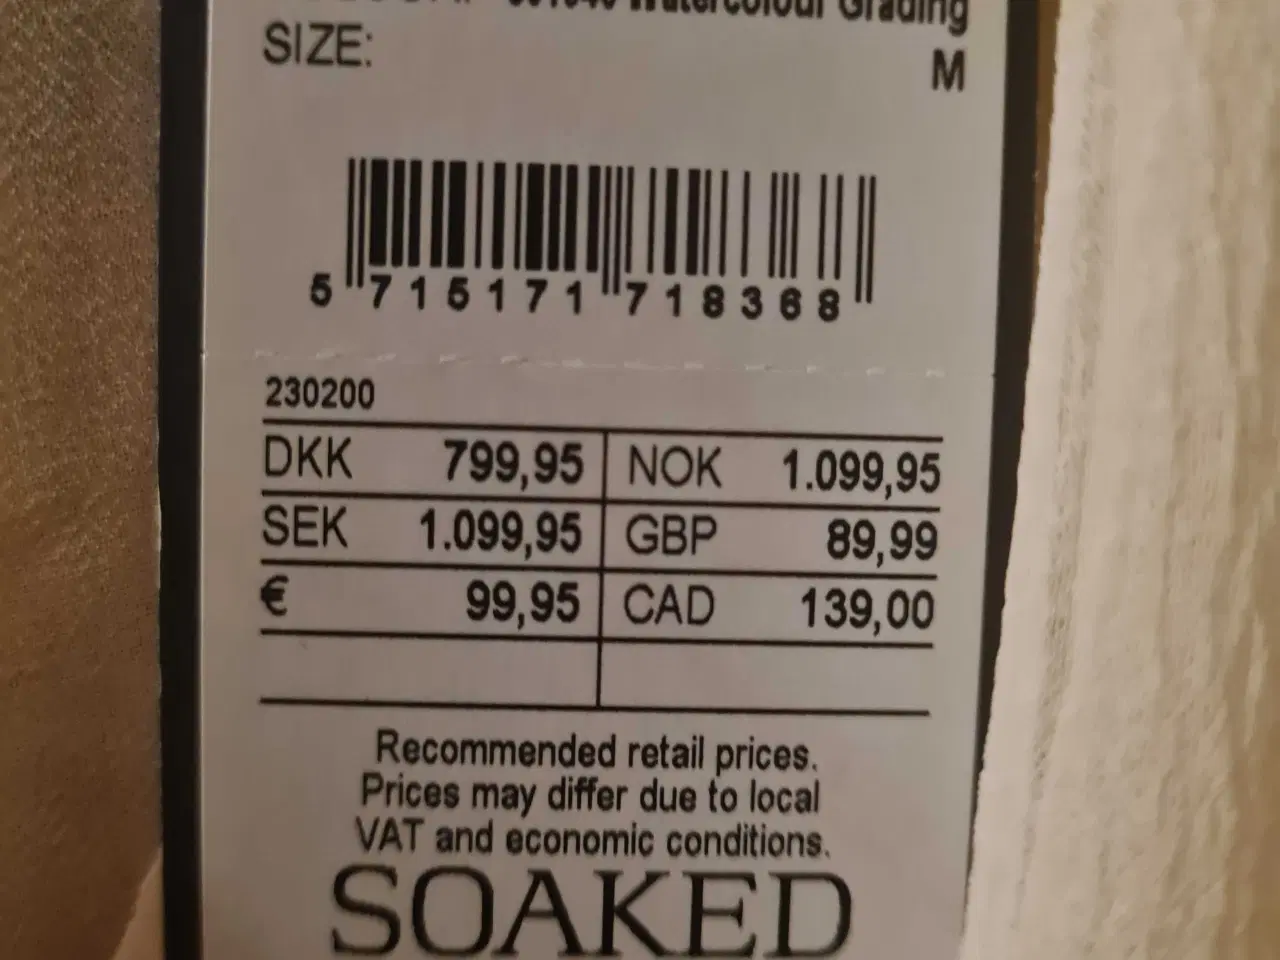 Watercolour Grading
SIZE:
M
5 715171 718368
230200
DKK 799,95 NOK 1.099,95
SEK 1.099,95 GBP 89,99
€ 99,95 CAD 139,00
Recommended retail prices.
Prices may differ due to local
VAT and economic conditions.
SOAKED